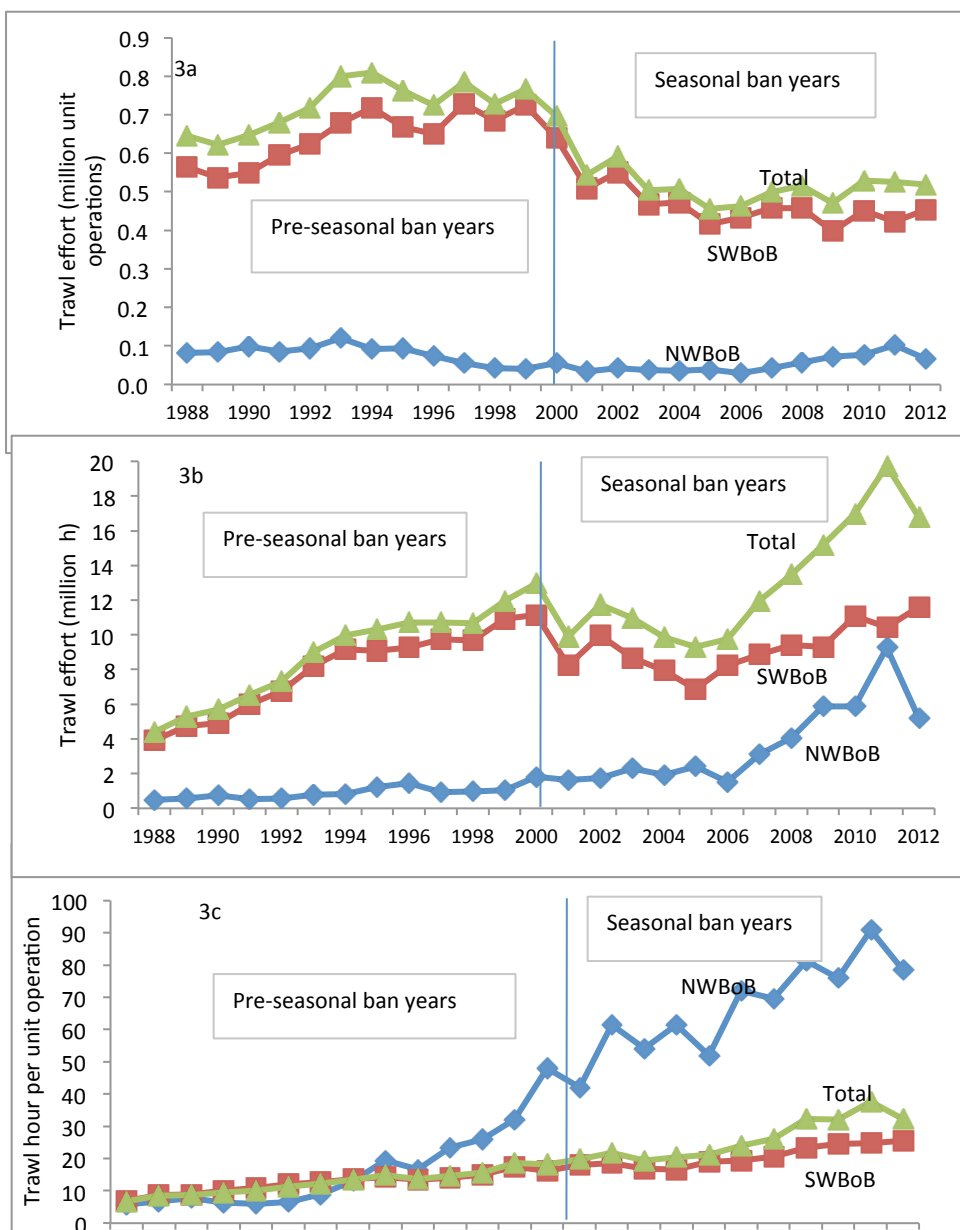 3a
Trawl effort (million unit
operations)
0.9
0.8
0.7
0.6
0.5
0.4
0.3
0.2
0.1
0.0
Pre-seasonal ban years
Seasonal ban years
Total
SWBoB
NWBoB
1988 1990 1992 1994 1996 1998 2000 2002 2004 2006 2008 2010 2012
3b
Trawl effort (million h)
20
18
16
14
12
10
8
6
4
2
0
Pre-seasonal ban years
Seasonal ban years
Total
SWBoB
NWBoB
1988 1990 1992 1994 1996 1998 2000 2002 2004 2006 2008 2010 2012
3c
Trawl hour per unit operation
100
90
80
70
60
50
40
30
20
10
0
Pre-seasonal ban years
Seasonal ban years
NWBoB
Total
SWBoB